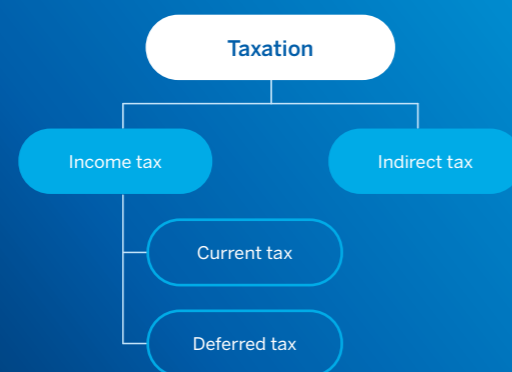 Taxation
Income tax
Indirect tax
Current tax
Deferred tax